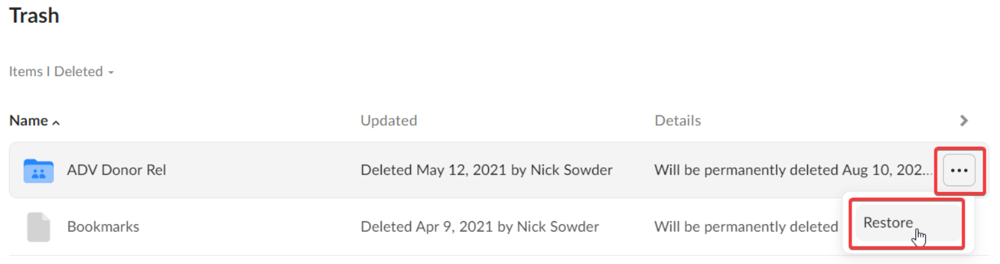 Trash
Items I Deleted
Name Updated Details
ADV Donor Rel Deleted May 12, 2021 by Nick Sowder Will be permanently deleted Aug 10, 202...
Bookmarks Deleted Apr 9, 2021 by Nick Sowder Will be permanently deleted
Restore